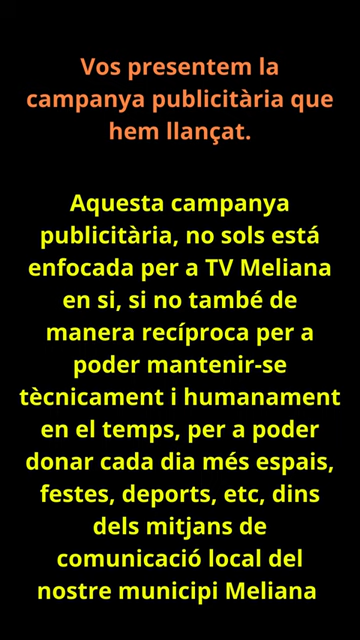 Vos presentem la
campanya publicitària que
hem llançat.
Aquesta campanya
publicitària, no sols está
enfocada per a TV Meliana
en si, si no també de
manera recíproca per a
poder mantenir-se
tècnicament i humanament
en el temps, per a poder
donar cada dia més espais,
festes, deports, etc, dins
dels mitjans de
comunicació local del
nostre municipi Meliana